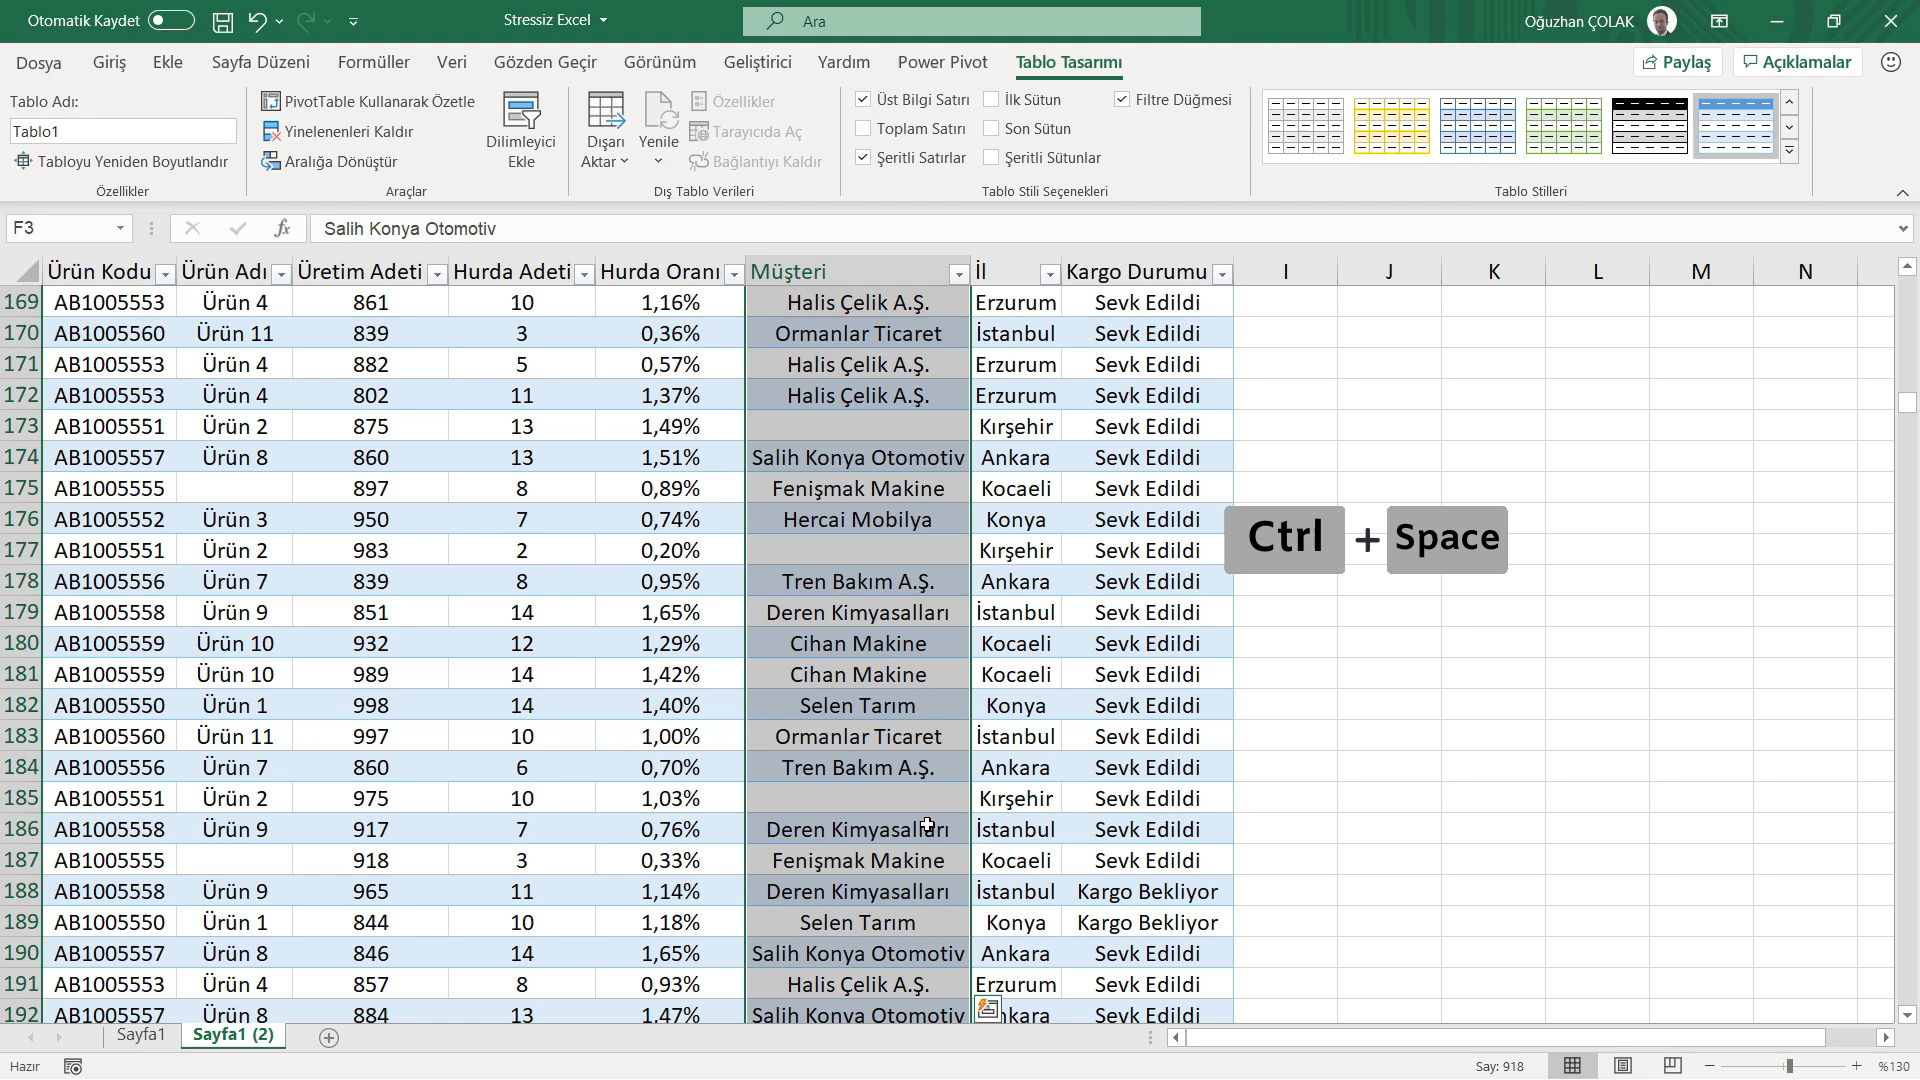 Otomatik Kaydet Stressiz Excel Ara Oğuzhan ÇOLAK
Dosya Giriş Ekle Sayfa Düzeni Formüller Veri Gözden Geçir Görünüm Geliştirici Yardım Power Pivot Tablo Tasarımı Paylaş Açıklamalar
Tablo Adı:
Tablo1
Tabloyu Yeniden Boyutlandır
Özellikler
PivotTable Kullanarak Özetle
Yinelenenleri Kaldır
Aralığa Dönüştür
Dilimleyici
Ekle
Araçlar
Dışarı
Aktar
Yenile
Özellikler
Tarayıcıda Aç
Bağlantıyı Kaldır
Dış Tablo Verileri
Üst Bilgi Satırı İlk Sütun Filtre Düğmesi
Toplam Satırı Son Sütun
Şeritli Satırlar Şeritli Sütunlar
Tablo Stili Seçenekleri
Tablo Stilleri
F3 fx Salih Konya Otomotiv
Ürün Kodu Ürün Adı Üretim Adeti Hurda Adeti Hurda Oranı Müşteri İl Kargo Durumu I J K L M N
169 AB1005553 Ürün 4 861 10 1,16% Halis Çelik A.Ş. Erzurum Sevk Edildi
170 AB1005560 Ürün 11 839 3 0,36% Ormanlar Ticaret İstanbul Sevk Edildi
171 AB1005553 Ürün 4 882 5 0,57% Halis Çelik A.Ş. Erzurum Sevk Edildi
172 AB1005553 Ürün 4 802 11 1,37% Halis Çelik A.Ş. Erzurum Sevk Edildi
173 AB1005551 Ürün 2 875 13 1,49% Kırşehir Sevk Edildi
174 AB1005557 Ürün 8 860 13 1,51% Salih Konya Otomotiv Ankara Sevk Edildi
175 AB1005555 897 8 0,89% Fenişmak Makine Kocaeli Sevk Edildi
176 AB1005552 Ürün 3 950 7 0,74% Hercai Mobilya Konya Sevk Edildi
Ctrl + Space
177 AB1005551 Ürün 2 983 2 0,20% Kırşehir Sevk Edildi
178 AB1005556 Ürün 7 839 8 0,95% Tren Bakım A.Ş. Ankara Sevk Edildi
179 AB1005558 Ürün 9 851 14 1,65% Deren Kimyasalları İstanbul Sevk Edildi
180 AB1005559 Ürün 10 932 12 1,29% Cihan Makine Kocaeli Sevk Edildi
181 AB1005559 Ürün 10 989 14 1,42% Cihan Makine Kocaeli Sevk Edildi
182 AB1005550 Ürün 1 998 14 1,40% Selen Tarım Konya Sevk Edildi
183 AB1005560 Ürün 11 997 10 1,00% Ormanlar Ticaret İstanbul Sevk Edildi
184 AB1005556 Ürün 7 860 6 0,70% Tren Bakım A.Ş. Ankara Sevk Edildi
185 AB1005551 Ürün 2 975 10 1,03% Kırşehir Sevk Edildi
186 AB1005558 Ürün 9 917 7 0,76% Deren Kimyasalları İstanbul Sevk Edildi
187 AB1005555 918 3 0,33% Fenişmak Makine Kocaeli Sevk Edildi
188 AB1005558 Ürün 9 965 11 1,14% Deren Kimyasalları İstanbul Kargo Bekliyor
189 AB1005550 Ürün 1 844 10 1,18% Selen Tarım Konya Kargo Bekliyor
190 AB1005557 Ürün 8 846 14 1,65% Salih Konya Otomotiv Ankara Sevk Edildi
191 AB1005553 Ürün 4 857 8 0,93% Halis Çelik A.Ş. Erzurum Sevk Edildi
192 AB1005557 Ürün 8 884 13 1,47% Salih Konya Otomotiv nkara Sevk Edildi
Sayfa1 Sayfa1 (2)
Hazır Say: 918 %130